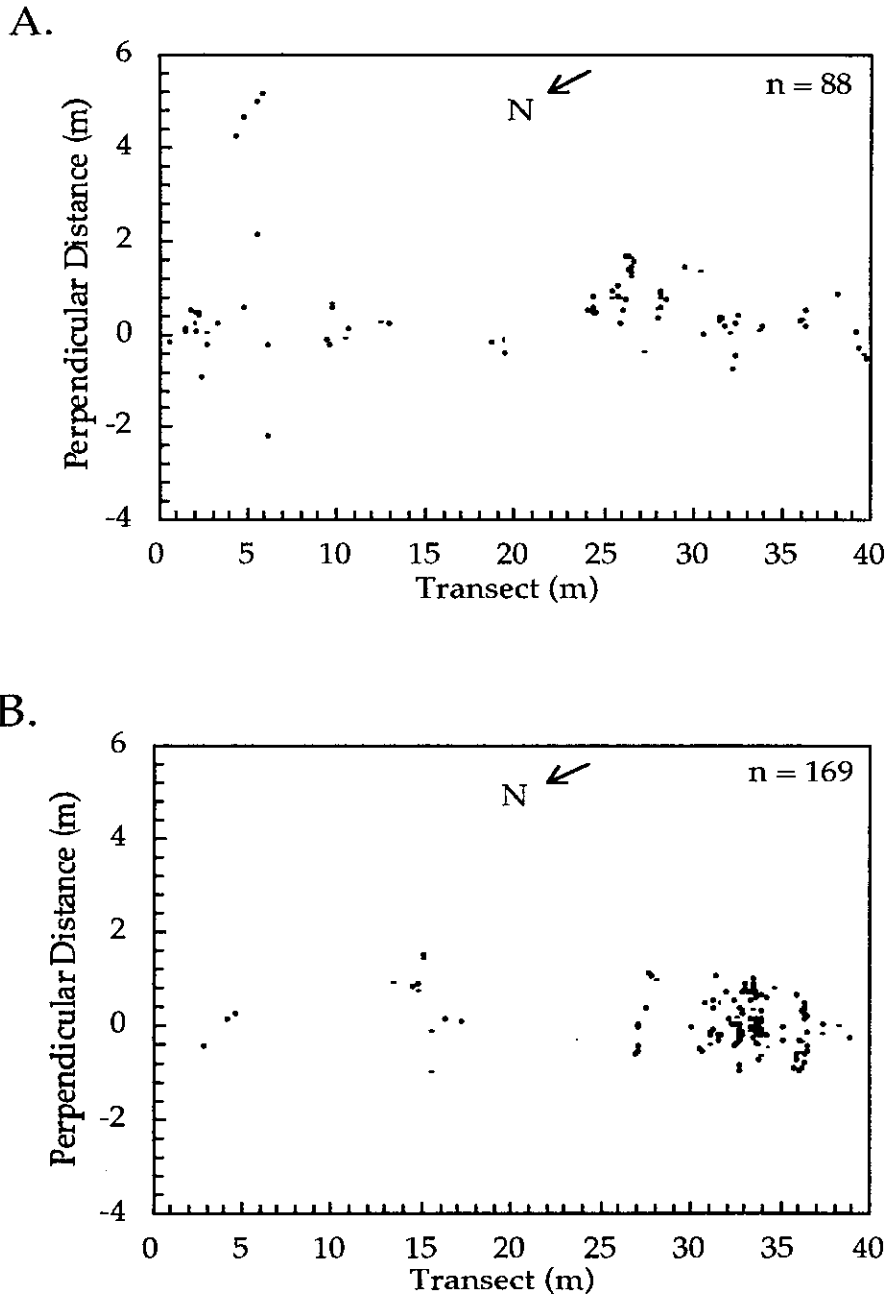 A.
6
4
2
0
-2
-4
Perpendicular Distance (m)
N
n = 88
0 5 10 15 20 25 30 35 40
Transect (m)
B.
6
4
2
0
-2
-4
Perpendicular Distance (m)
N
n = 169
0 5 10 15 20 25 30 35 40
Transect (m)